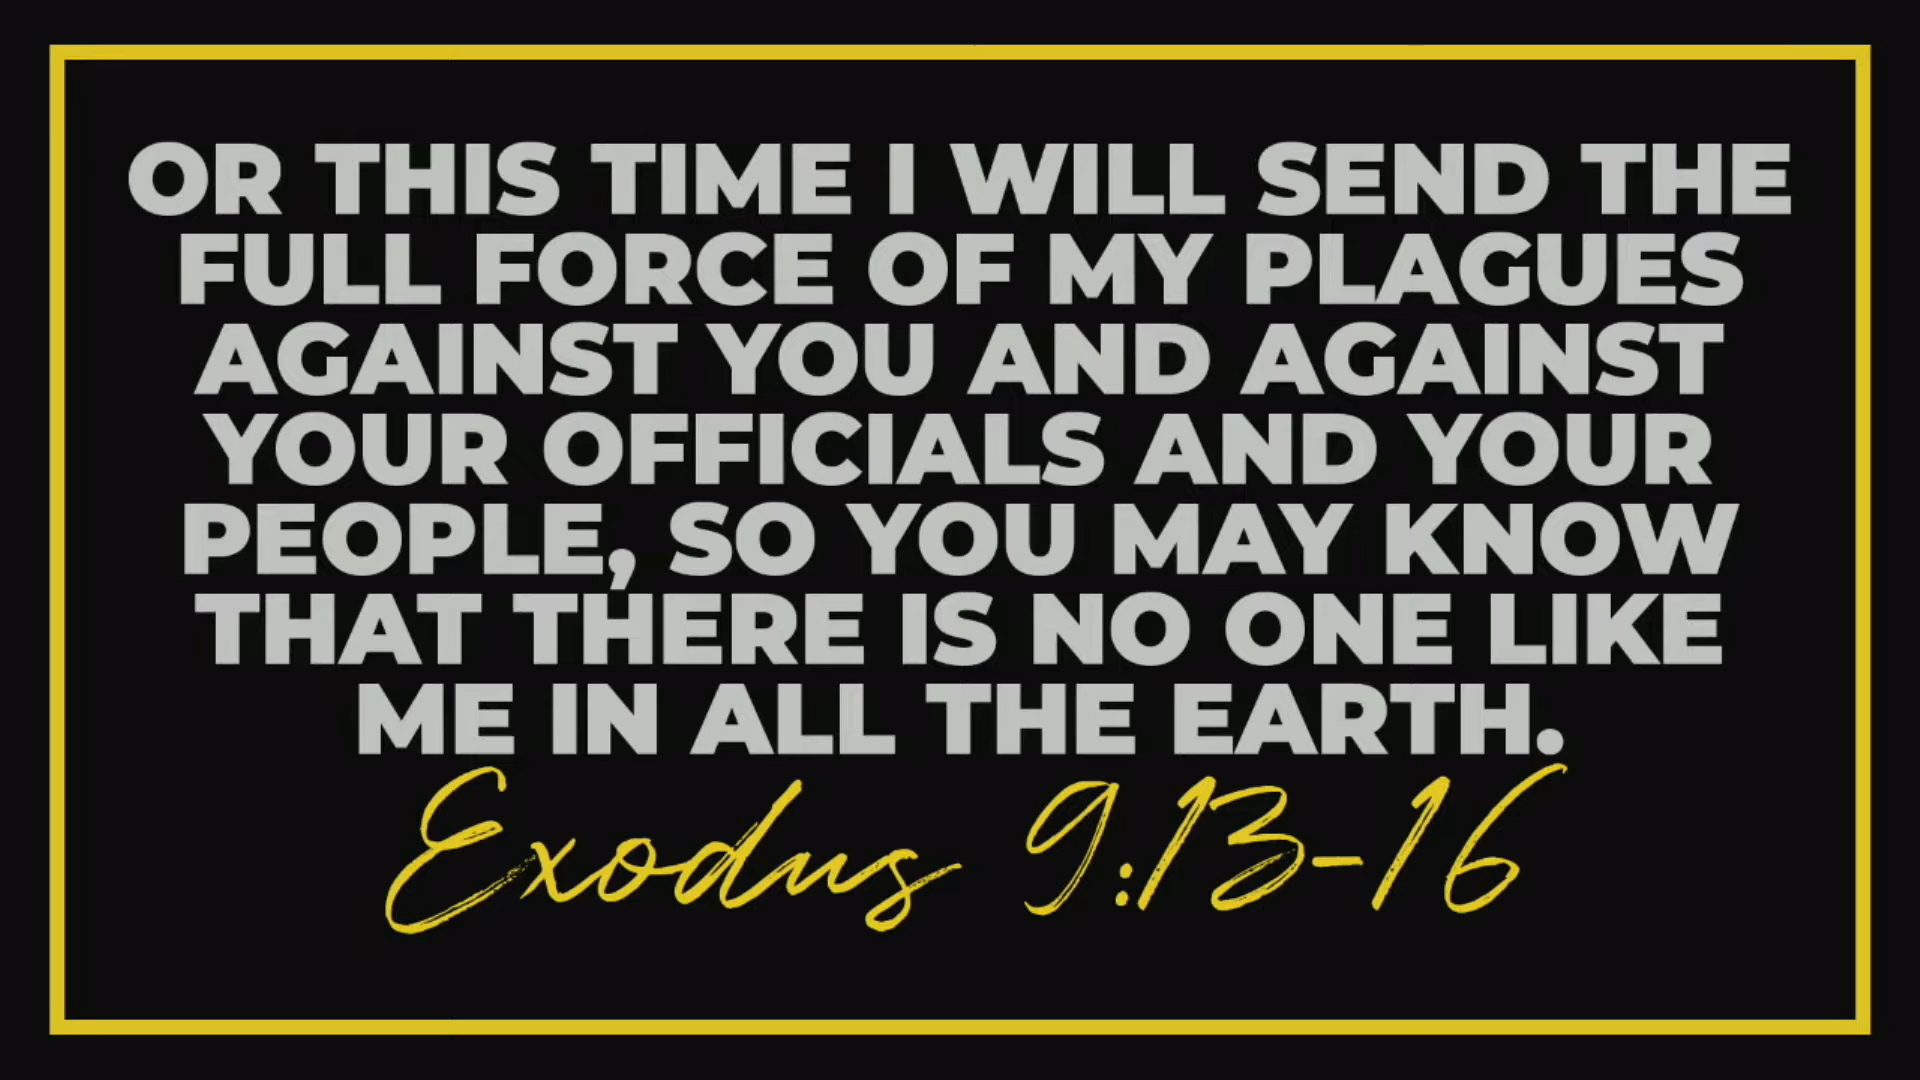 OR THIS TIME I WILL SEND THE
FULL FORCE OF MY PLAGUES
AGAINST YOU AND AGAINST
YOUR OFFICIALS AND YOUR
PEOPLE, SO YOU MAY KNOW
THAT THERE IS NO ONE LIKE
ME IN ALL THE EARTH.
Exodus 9:13-16